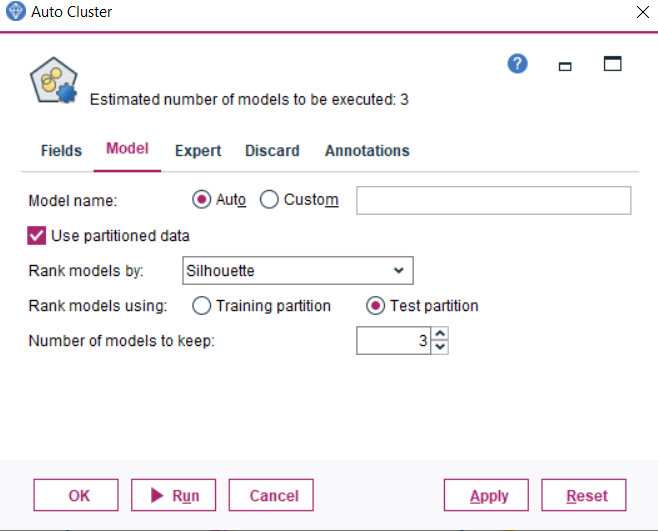 Auto Cluster
?
Estimated number of models to be executed: 3
Fields Model Expert Discard Annotations
Model name: Auto Custom
Use partitioned data
Rank models by: Silhouette
Rank models using: Training partition Test partition
Number of models to keep: 3
OK Run Cancel Apply Reset